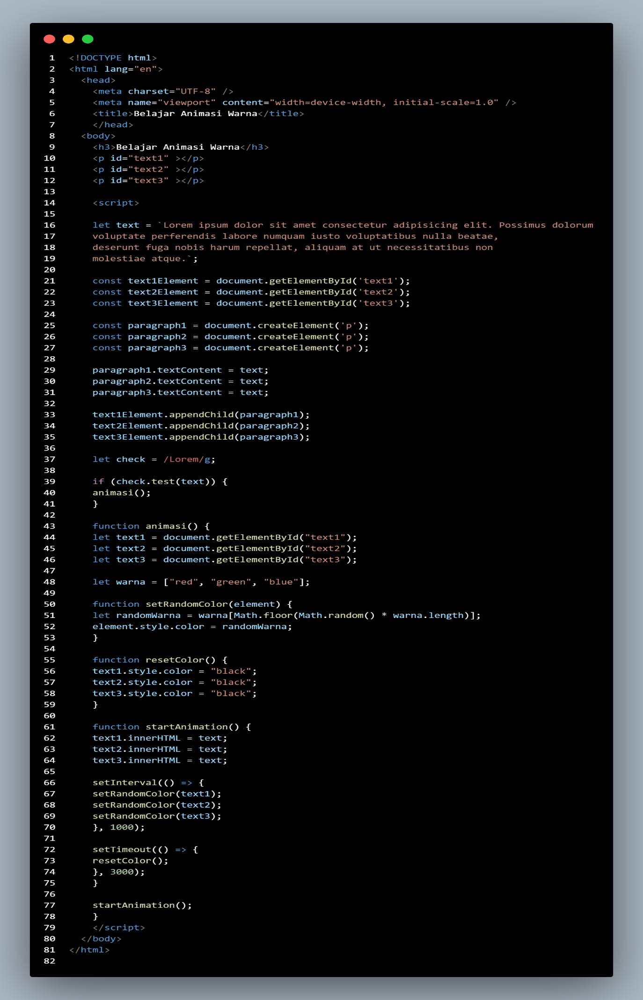 1 <!DOCTYPE html>
2 <html lang="en">
3   <head>
4     <meta charset="UTF-8" />
5     <meta name="viewport" content="width=device-width, initial-scale=1.0" />
6     <title>Belajar Animasi Warna</title>
7     </head>
8   <body>
9     <h3>Belajar Animasi Warna</h3>
10     <p id="text1" ></p>
11     <p id="text2" ></p>
12     <p id="text3" ></p>
13
14     <script>
15
16     let text = `Lorem ipsum dolor sit amet consectetur adipisicing elit. Possimus dolorum
17     voluptate perferendis labore numquam iusto voluptatibus nulla beatae,
18     deserunt fuga nobis harum repellat, aliquam at ut necessitatibus non
19     molestiae atque.`;
20
21     const text1Element = document.getElementById('text1');
22     const text2Element = document.getElementById('text2');
23     const text3Element = document.getElementById('text3');
24
25     const paragraph1 = document.createElement('p');
26     const paragraph2 = document.createElement('p');
27     const paragraph3 = document.createElement('p');
28
29     paragraph1.textContent = text;
30     paragraph2.textContent = text;
31     paragraph3.textContent = text;
32
33     text1Element.appendChild(paragraph1);
34     text2Element.appendChild(paragraph2);
35     text3Element.appendChild(paragraph3);
36
37     let check = /Lorem/g;
38
39     if (check.test(text)) {
40     animasi();
41     }
42
43     function animasi() {
44     let text1 = document.getElementById("text1");
45     let text2 = document.getElementById("text2");
46     let text3 = document.getElementById("text3");
47
48     let warna = ["red", "green", "blue"];
49
50     function setRandomColor(element) {
51     let randomWarna = warna[Math.floor(Math.random() * warna.length)];
52     element.style.color = randomWarna;
53     }
54
55     function resetColor() {
56     text1.style.color = "black";
57     text2.style.color = "black";
58     text3.style.color = "black";
59     }
60
61     function startAnimation() {
62     text1.innerHTML = text;
63     text2.innerHTML = text;
64     text3.innerHTML = text;
65
66     setInterval(() => {
67     setRandomColor(text1);
68     setRandomColor(text2);
69     setRandomColor(text3);
70     }, 1000);
71
72     setTimeout(() => {
73     resetColor();
74     }, 3000);
75     }
76
77     startAnimation();
78     }
79     </script>
80   </body>
81 </html>
82